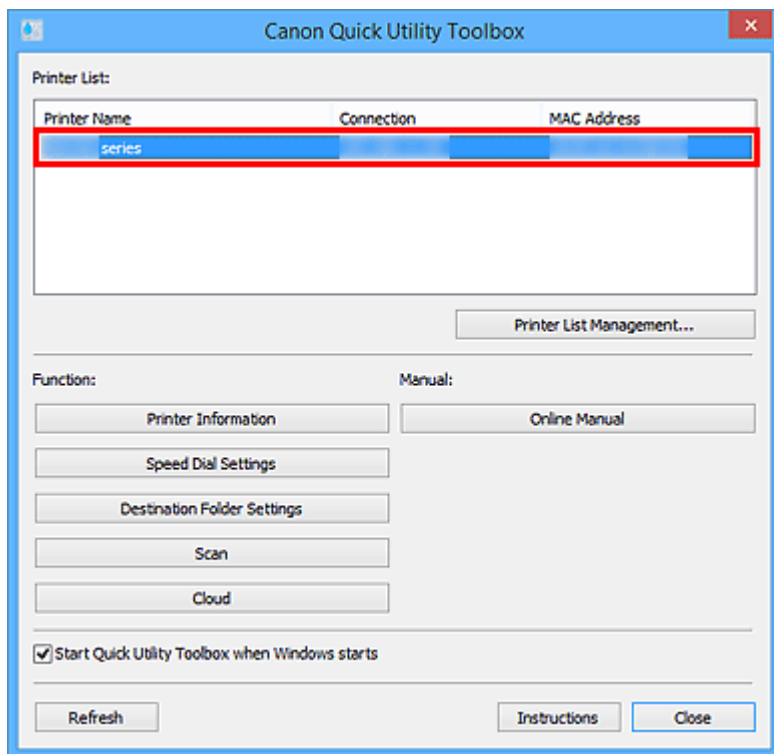 Canon Quick Utility Toolbox
Printer List:
Printer Name Connection MAC Address
series
Printer List Management...
Function: Manual:
Printer Information Online Manual
Speed Dial Settings
Destination Folder Settings
Scan
Cloud
Start Quick Utility Toolbox when Windows starts
Refresh Instructions Close